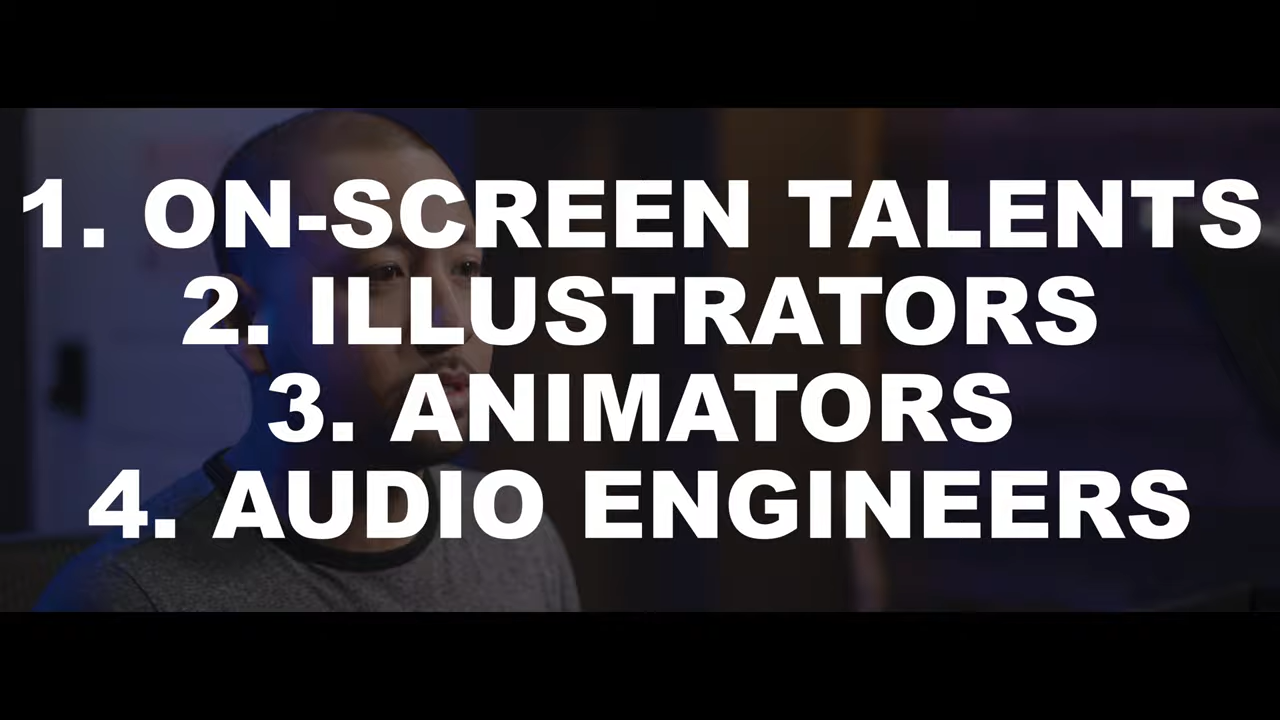 1. ON-SCREEN TALENTS
2. ILLUSTRATORS
3. ANIMATORS
4. AUDIO ENGINEERS